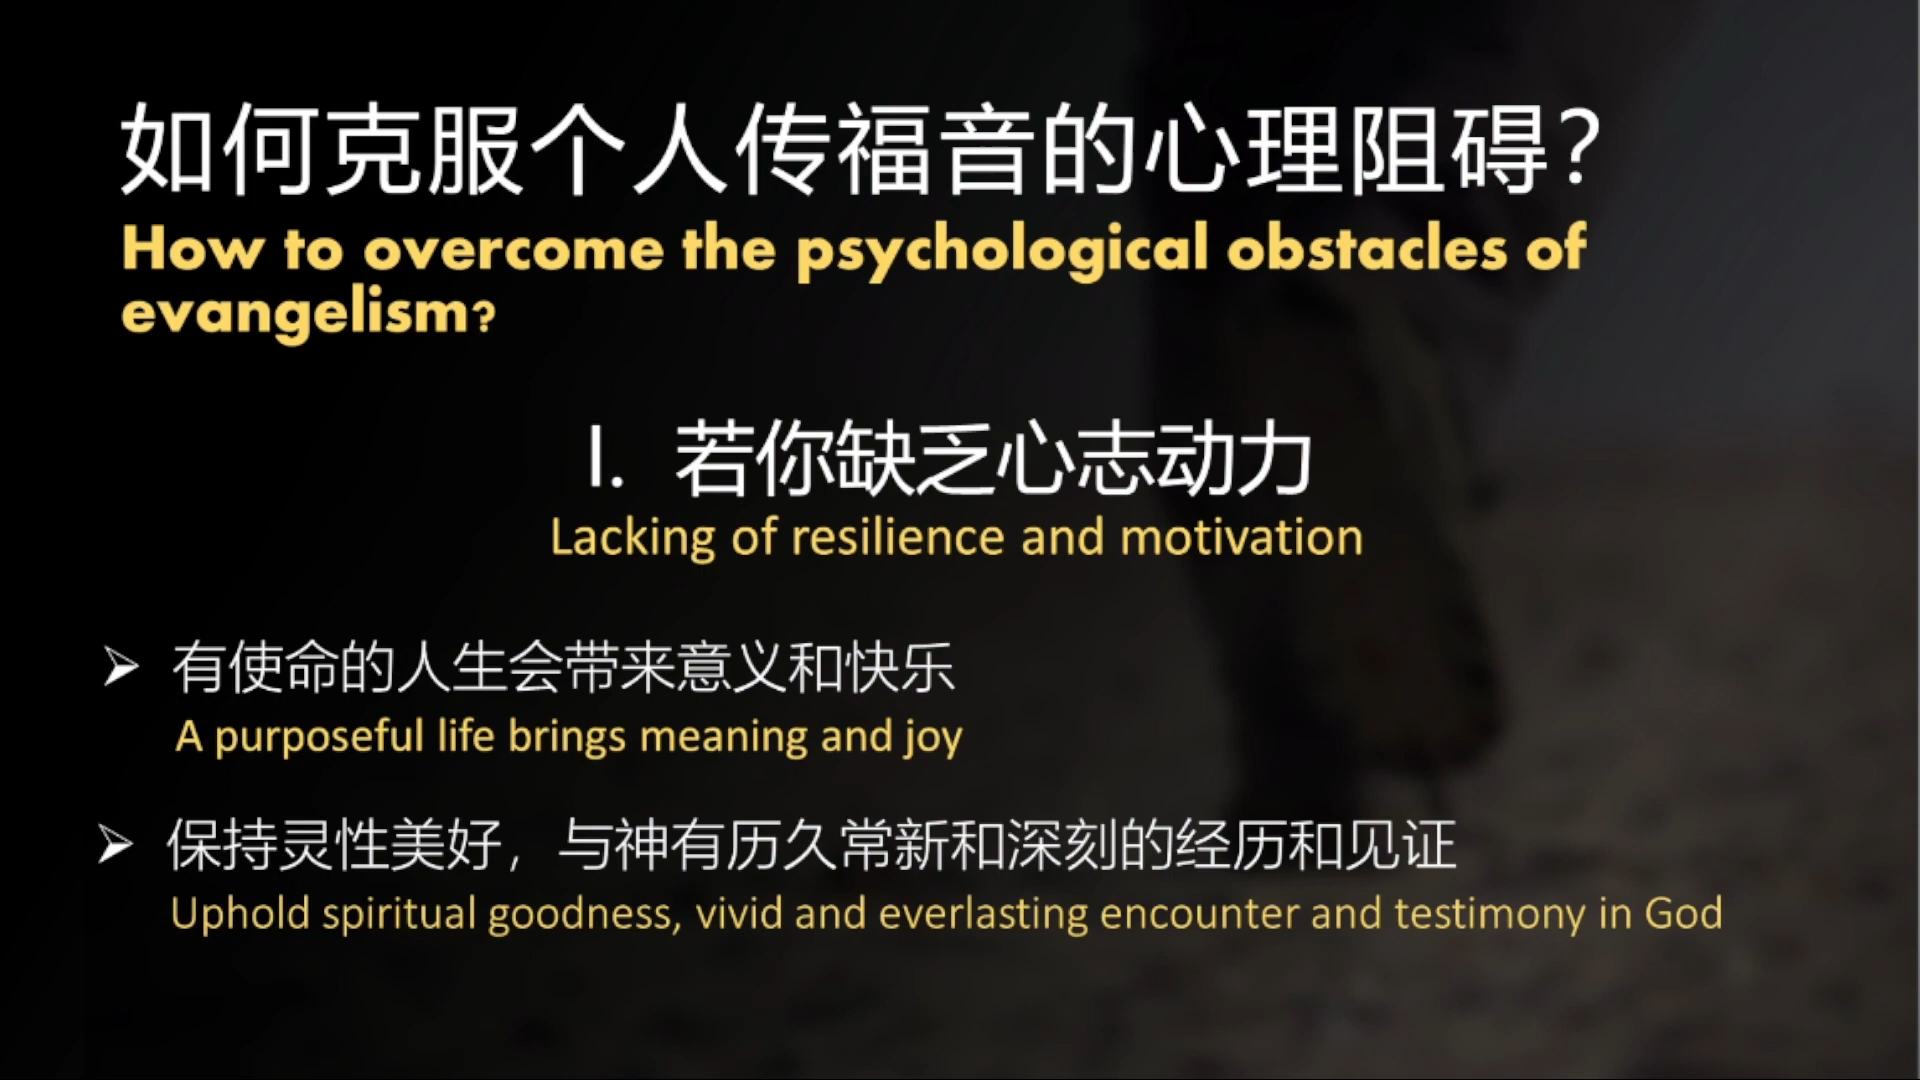 如何克服个人传福音的心理阻碍?
How to overcome the psychological obstacles of
evangelism?
I. 若你缺乏心志动力
Lacking of resilience and motivation
➢ 有使命的人生会带来意义和快乐
A purposeful life brings meaning and joy
➢ 保持灵性美好，与神有历久常新和深刻的经历和见证
Uphold spiritual goodness, vivid and everlasting encounter and testimony in God